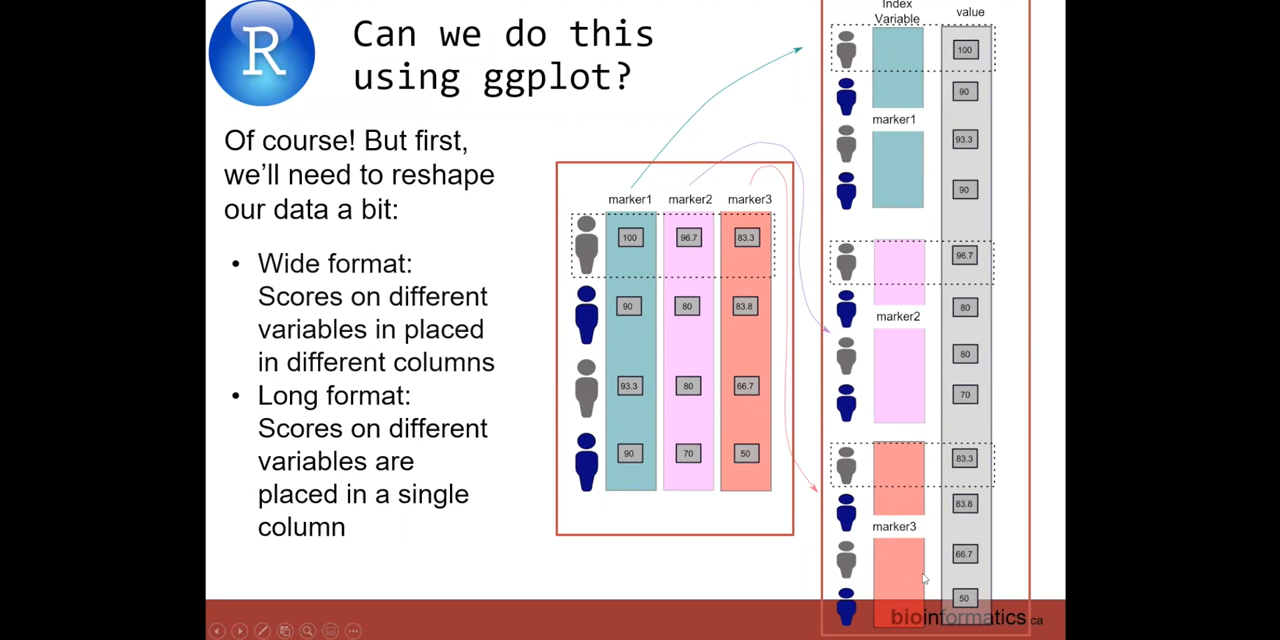 R
Can we do this
using ggplot?
Of course! But first,
we'll need to reshape
our data a bit:
• Wide format:
Scores on different
variables in placed
in different columns
• Long format:
Scores on different
variables are
placed in a single
column
marker1 marker2 marker3
100 96.7 83.3
90 80 83.8
93.3 80 66.7
90 70 50
Index
Variable
value
100
90
marker1
93.3
90
96.7
80
marker2
80
70
83.3
83.8
marker3
66.7
50
bioinformatics.ca